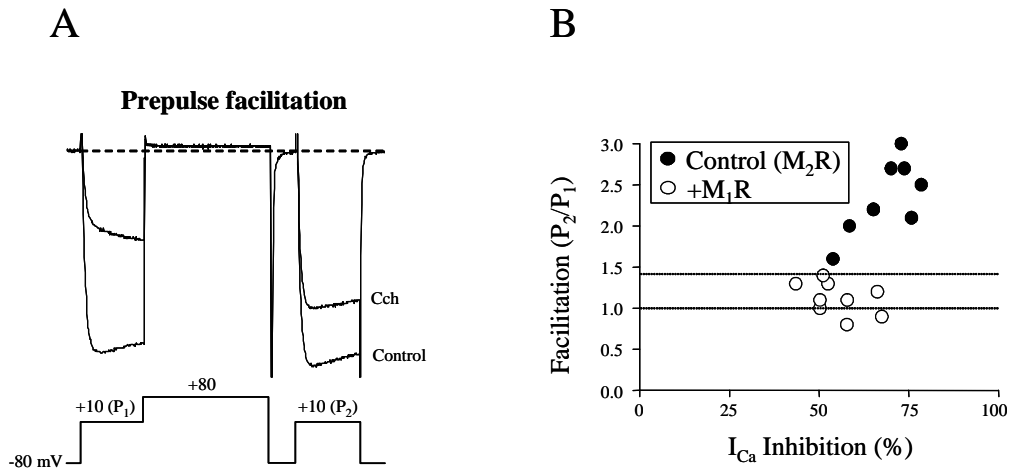 A
Prepulse facilitation
Cch
Control
+80
+10 (P₁)
+10 (P₂)
-80 mV
B
Control (M₂R)
+M₁R
Facilitation (P₂/P₁)
3.0
2.5
2.0
1.5
1.0
0.5
0.0
0
25
50
75
100
I_Ca Inhibition (%)